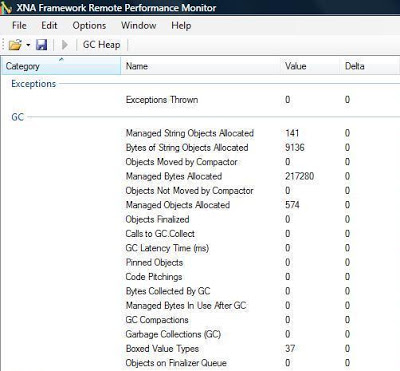 XNA Framework Remote Performance Monitor
File Edit Options Window Help
GC Heap
Category Name Value Delta
Exceptions
Exceptions Thrown 0 0
GC
Managed String Objects Allocated 141 0
Bytes of String Objects Allocated 9136 0
Objects Moved by Compactor 0 0
Managed Bytes Allocated 217280 0
Objects Not Moved by Compactor 0 0
Managed Objects Allocated 574 0
Objects Finalized 0 0
Calls to GC.Collect 0 0
GC Latency Time (ms) 0 0
Pinned Objects 0 0
Code Pitchings 0 0
Bytes Collected By GC 0 0
Managed Bytes In Use After GC 0 0
GC Compactions 0 0
Garbage Collections (GC) 0 0
Boxed Value Types 37 0
Objects on Finalizer Queue 0 0